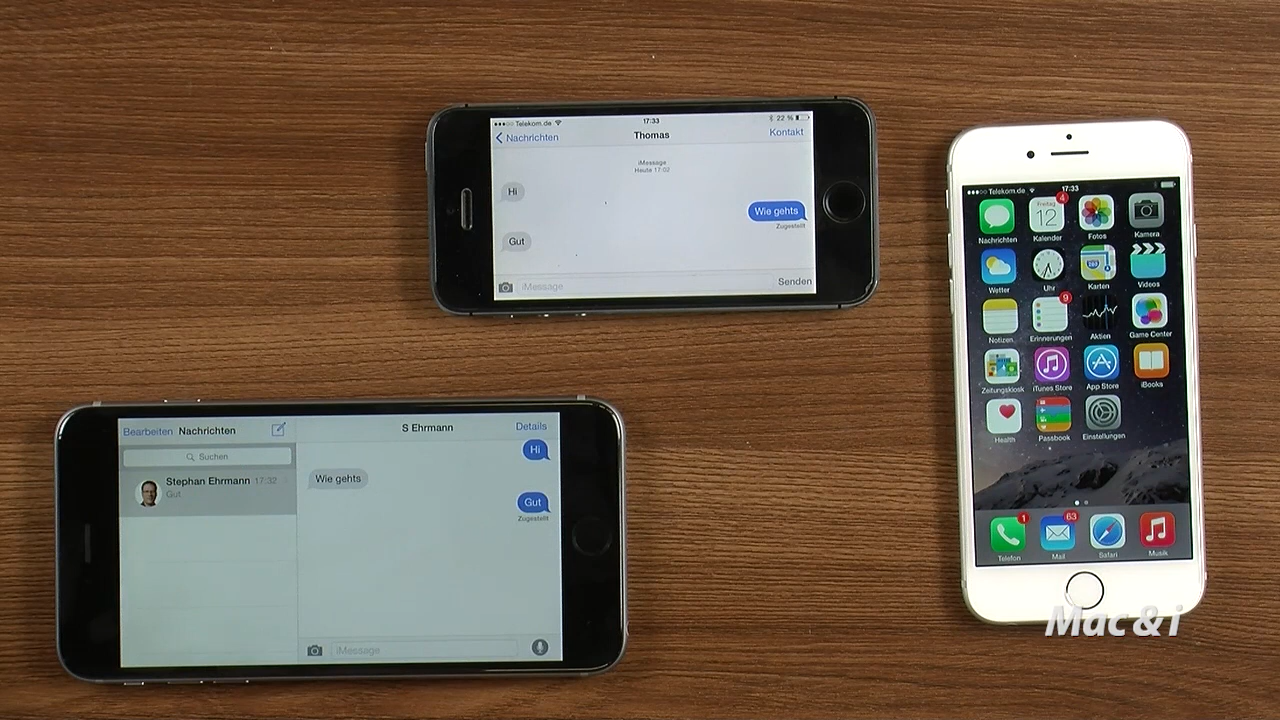 ●●●○○ Telekom.de 17:33 22 %
Nachrichten Thomas Kontakt
iMessage
Heute 17:02
Hi
Wie gehts
Zugestellt
Gut
iMessage Senden
●●●○○ Telekom.de 17:33
4
Freitag
12
Nachrichten Kalender Fotos Kamera
280
Wetter Uhr Karten Videos
9
Notizen Erinnerungen Aktien Game Center
Zeitungskiosk iTunes Store App Store iBooks
Health Passbook Einstellungen
1 63
Telefon Mail Safari Musik
Bearbeiten Nachrichten S Ehrmann Details
Suchen
Stephan Ehrmann 17:32
Gut
Hi
Wie gehts
Gut
Zugestellt
iMessage
Mac & i